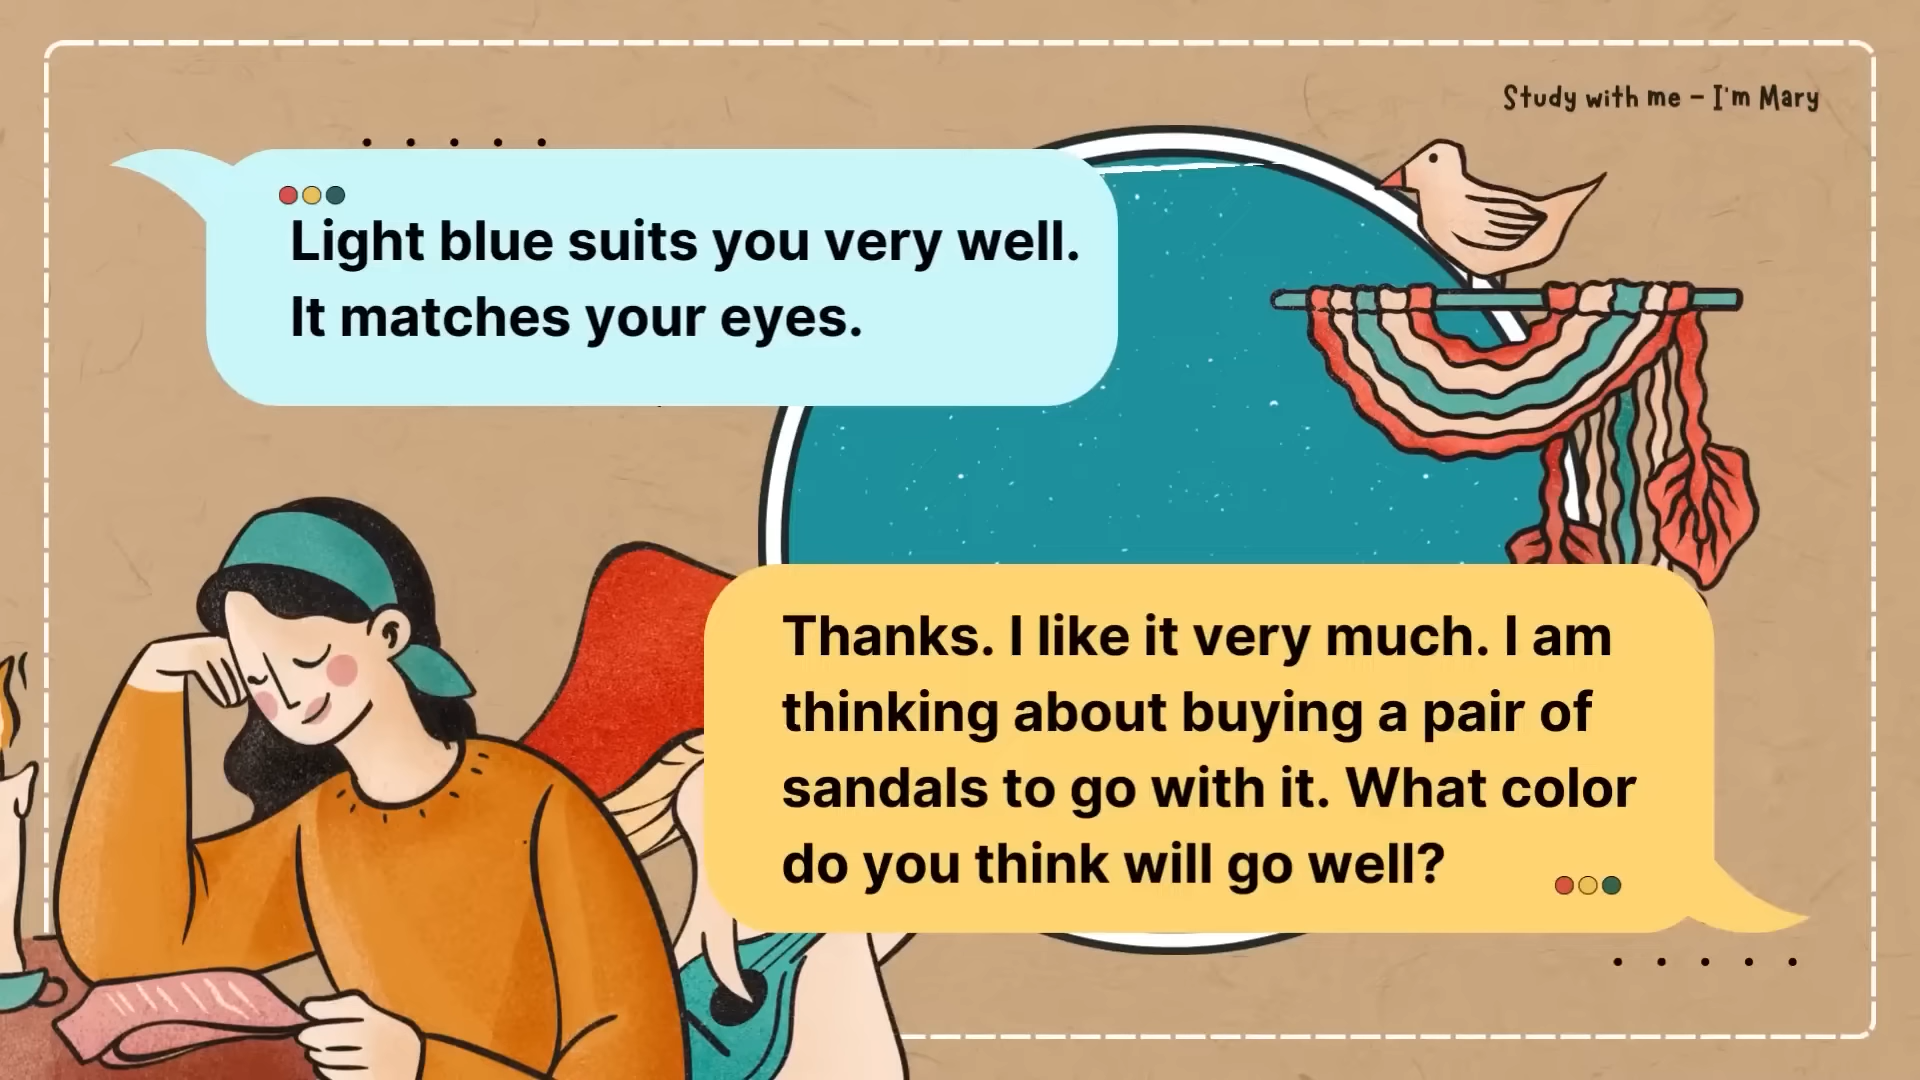 Study with me - I'm Mary
Light blue suits you very well.
It matches your eyes.
Thanks. I like it very much. I am
thinking about buying a pair of
sandals to go with it. What color
do you think will go well?